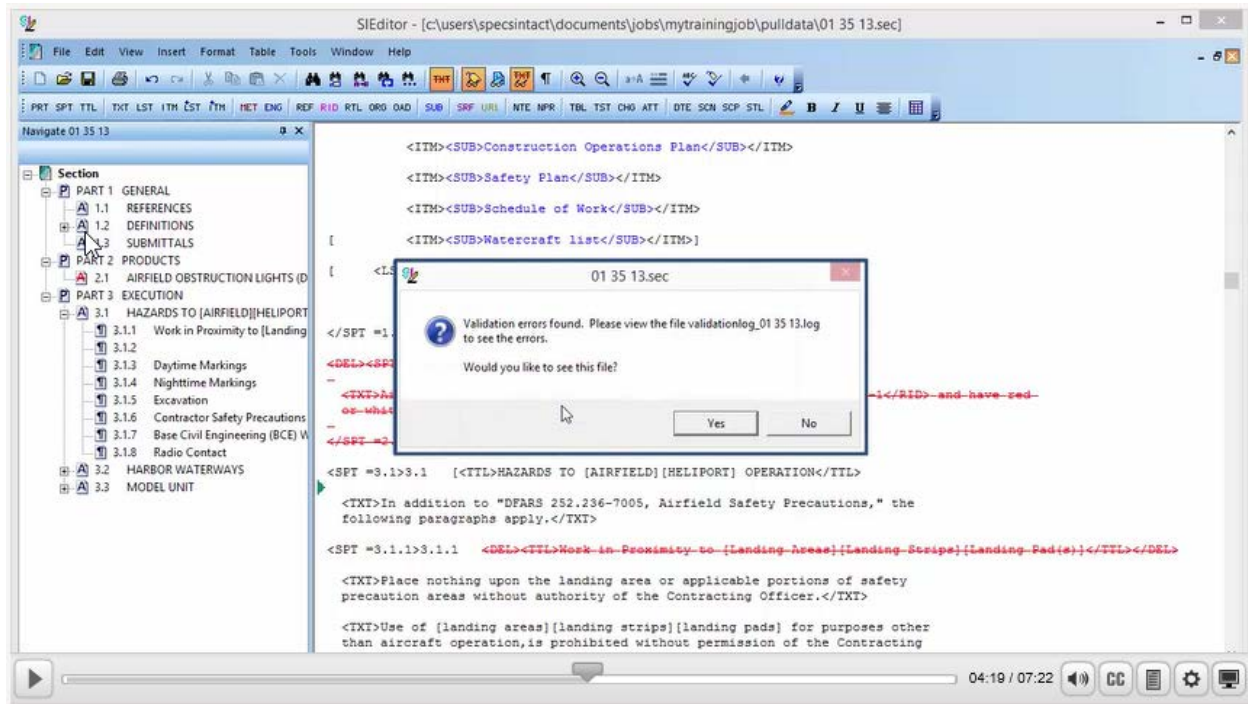 SIEditor - [c:\users\specsintact\documents\jobs\mytrainingjob\pulldata\01 35 13.sec]
File Edit View Insert Format Table Tools Window Help
THT
PRT SPT TTL TXT LST ITM MET ENG REF RID RTL ORG OAD SUB SRF URL NTE NPR TBL TST CHG ATT DTE SCN SCP STL B I U
Navigate 01 35 13
Section
PART 1 GENERAL
1.1 REFERENCES
1.2 DEFINITIONS
SUBMITTALS
PART 2 PRODUCTS
2.1 AIRFIELD OBSTRUCTION LIGHTS (D
PART 3 EXECUTION
3.1 HAZARDS TO [AIRFIELD][HELIPORT
3.1.1 Work in Proximity to [Landing
3.1.2
3.1.3 Daytime Markings
3.1.4 Nighttime Markings
3.1.5 Excavation
3.1.6 Contractor Safety Precautions
3.1.7 Base Civil Engineering (BCE) W
3.1.8 Radio Contact
3.2 HARBOR WATERWAYS
3.3 MODEL UNIT
<ITM><SUB>Construction Operations Plan</SUB></ITM>
<ITM><SUB>Safety Plan</SUB></ITM>
<ITM><SUB>Schedule of Work</SUB></ITM>
[ <ITM><SUB>Watercraft list</SUB></ITM>]
[ <LS
</SPT =1.
<DEL><SPT
<TXT>
-1</RID> and have red
or whit
</SPT =2.
01 35 13.sec
Validation errors found. Please view the file validationlog_01 35 13.log
to see the errors.
Would you like to see this file?
Yes No
<SPT =3.1>3.1 [<TTL>HAZARDS TO [AIRFIELD][HELIPORT] OPERATION</TTL>
<TXT>In addition to "DFARS 252.236-7005, Airfield Safety Precautions," the
following paragraphs apply.</TXT>
<SPT =3.1.1>3.1.1 <DEL><TTL>Work in Proximity to [Landing Areas][Landing Strips][Landing Pad(s)]</TTL></DEL>
<TXT>Place nothing upon the landing area or applicable portions of safety
precaution areas without authority of the Contracting Officer.</TXT>
<TXT>Use of [landing areas][landing strips][landing pads] for purposes other
than aircraft operation,is prohibited without permission of the Contracting
04:19 / 07:22 CC